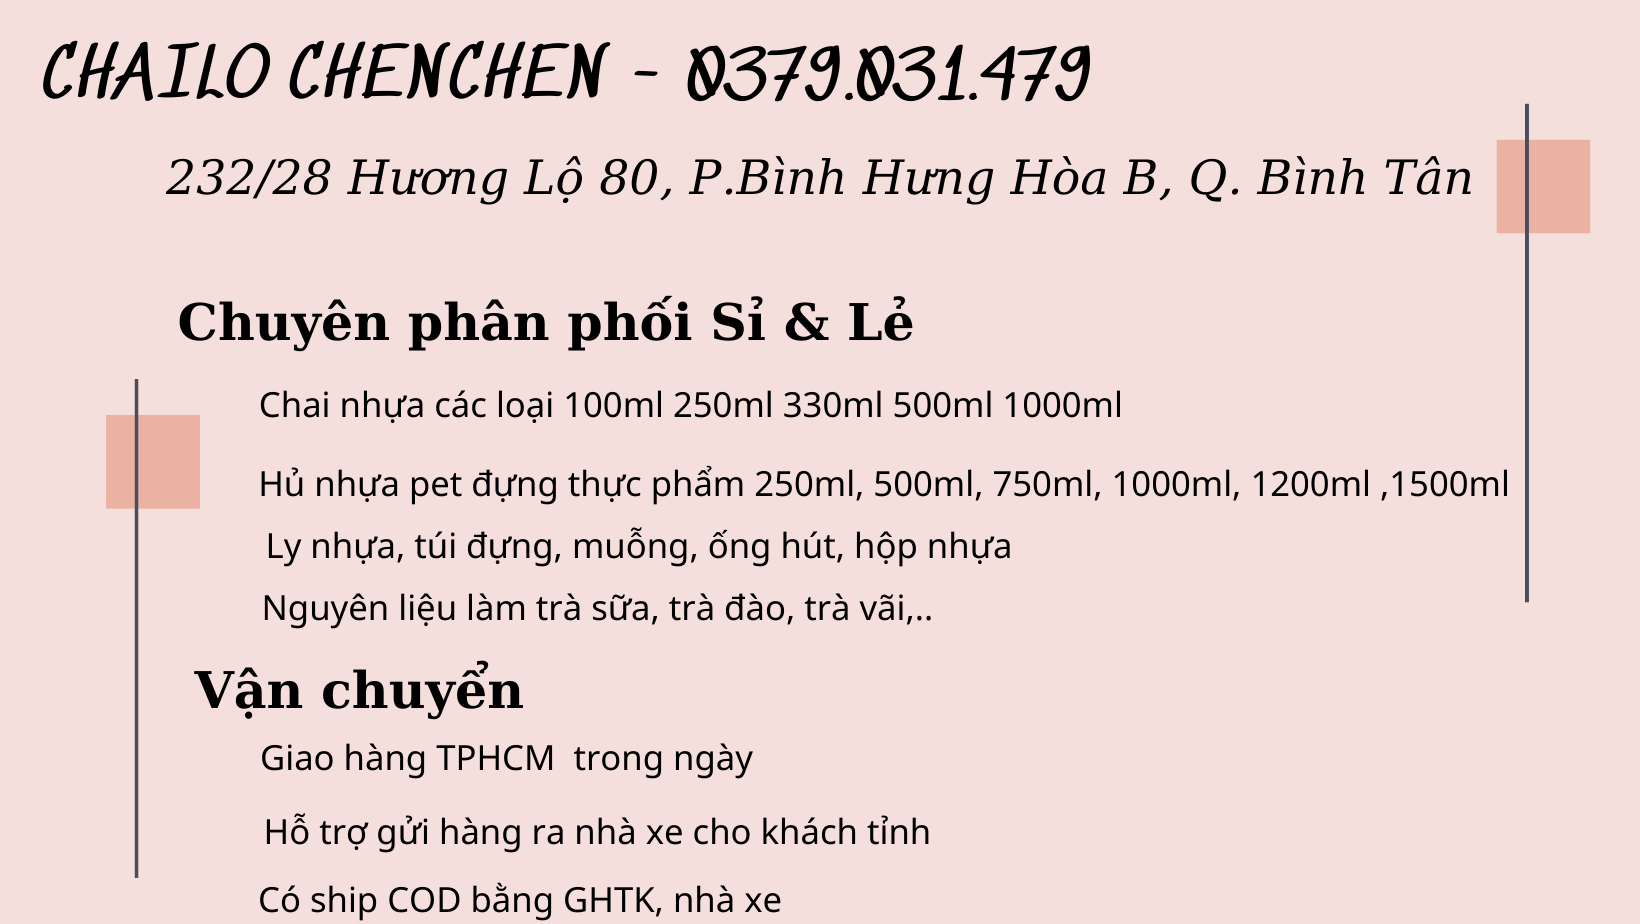 CHAILO CHENCHEN - 0379.031.479
232/28 Hương Lộ 80, P.Bình Hưng Hòa B, Q. Bình Tân
Chuyên phân phối Sỉ & Lẻ
Chai nhựa các loại 100ml 250ml 330ml 500ml 1000ml
Hủ nhựa pet đựng thực phẩm 250ml, 500ml, 750ml, 1000ml, 1200ml ,1500ml
Ly nhựa, túi đựng, muỗng, ống hút, hộp nhựa
Nguyên liệu làm trà sữa, trà đào, trà vãi,..
Vận chuyển
Giao hàng TPHCM  trong ngày
Hỗ trợ gửi hàng ra nhà xe cho khách tỉnh
Có ship COD bằng GHTK, nhà xe